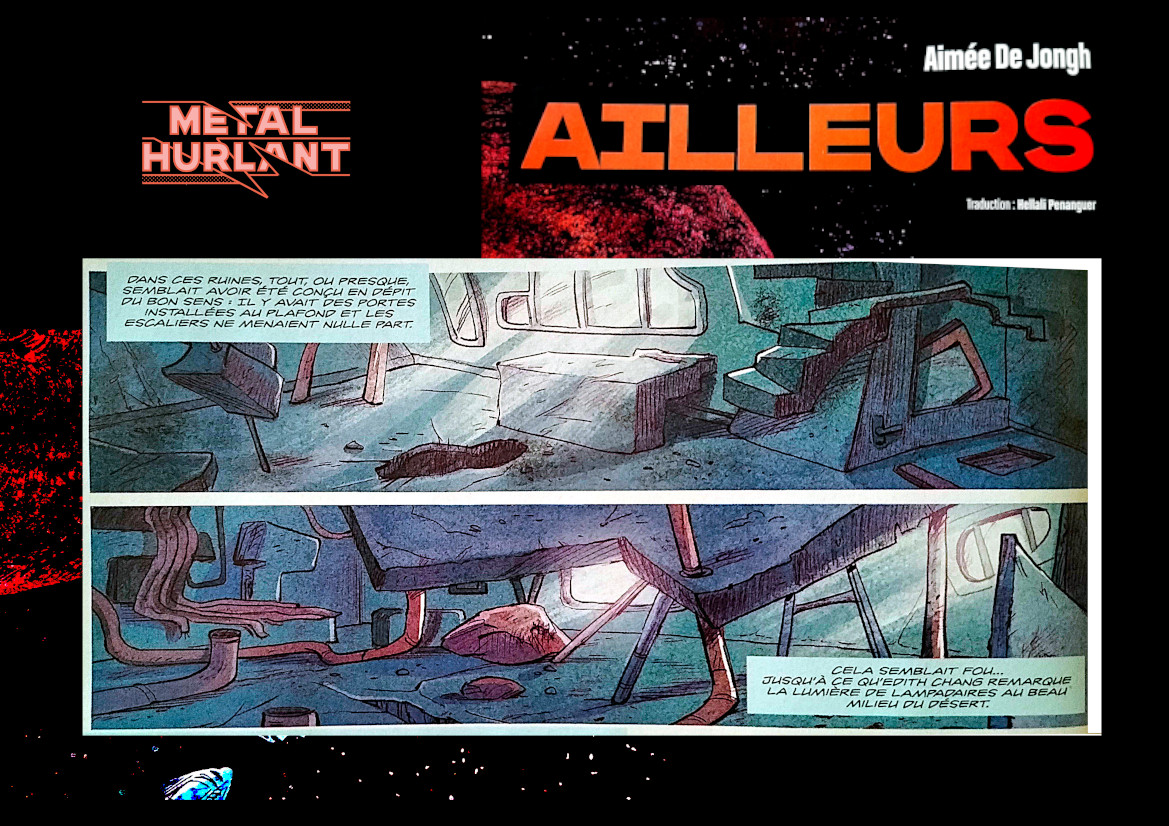 Aimée De Jongh
METAL
HURLANT
AILLEURS
Traduction : Hellali Penanguer
DANS CES RUINES, TOUT, OU PRESQUE,
SEMBLAIT AVOIR ÉTÉ CONÇU EN DÉPIT
DU BON SENS : IL Y AVAIT DES PORTES
INSTALLÉES AU PLAFOND ET LES
ESCALIERS NE MENAIENT NULLE PART.
CELA SEMBLAIT FOU...
JUSQU'À CE QU'EDITH CHANG REMARQUE
LA LUMIÈRE DE LAMPADAIRES AU BEAU
MILIEU DU DÉSERT.